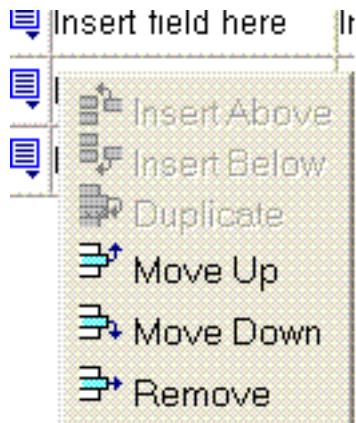 Insert field here
Insert Above
Insert Below
Duplicate
Move Up
Move Down
Remove